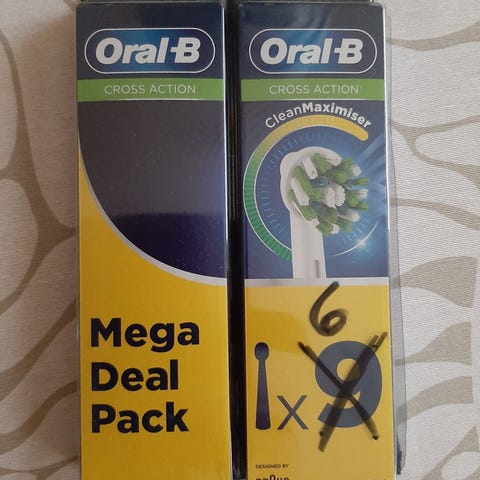 Oral-B
CROSS ACTION
Mega
Deal
Pack
Oral-B
CROSS ACTION
CleanMaximiser
6
x 9
DESIGNED BY